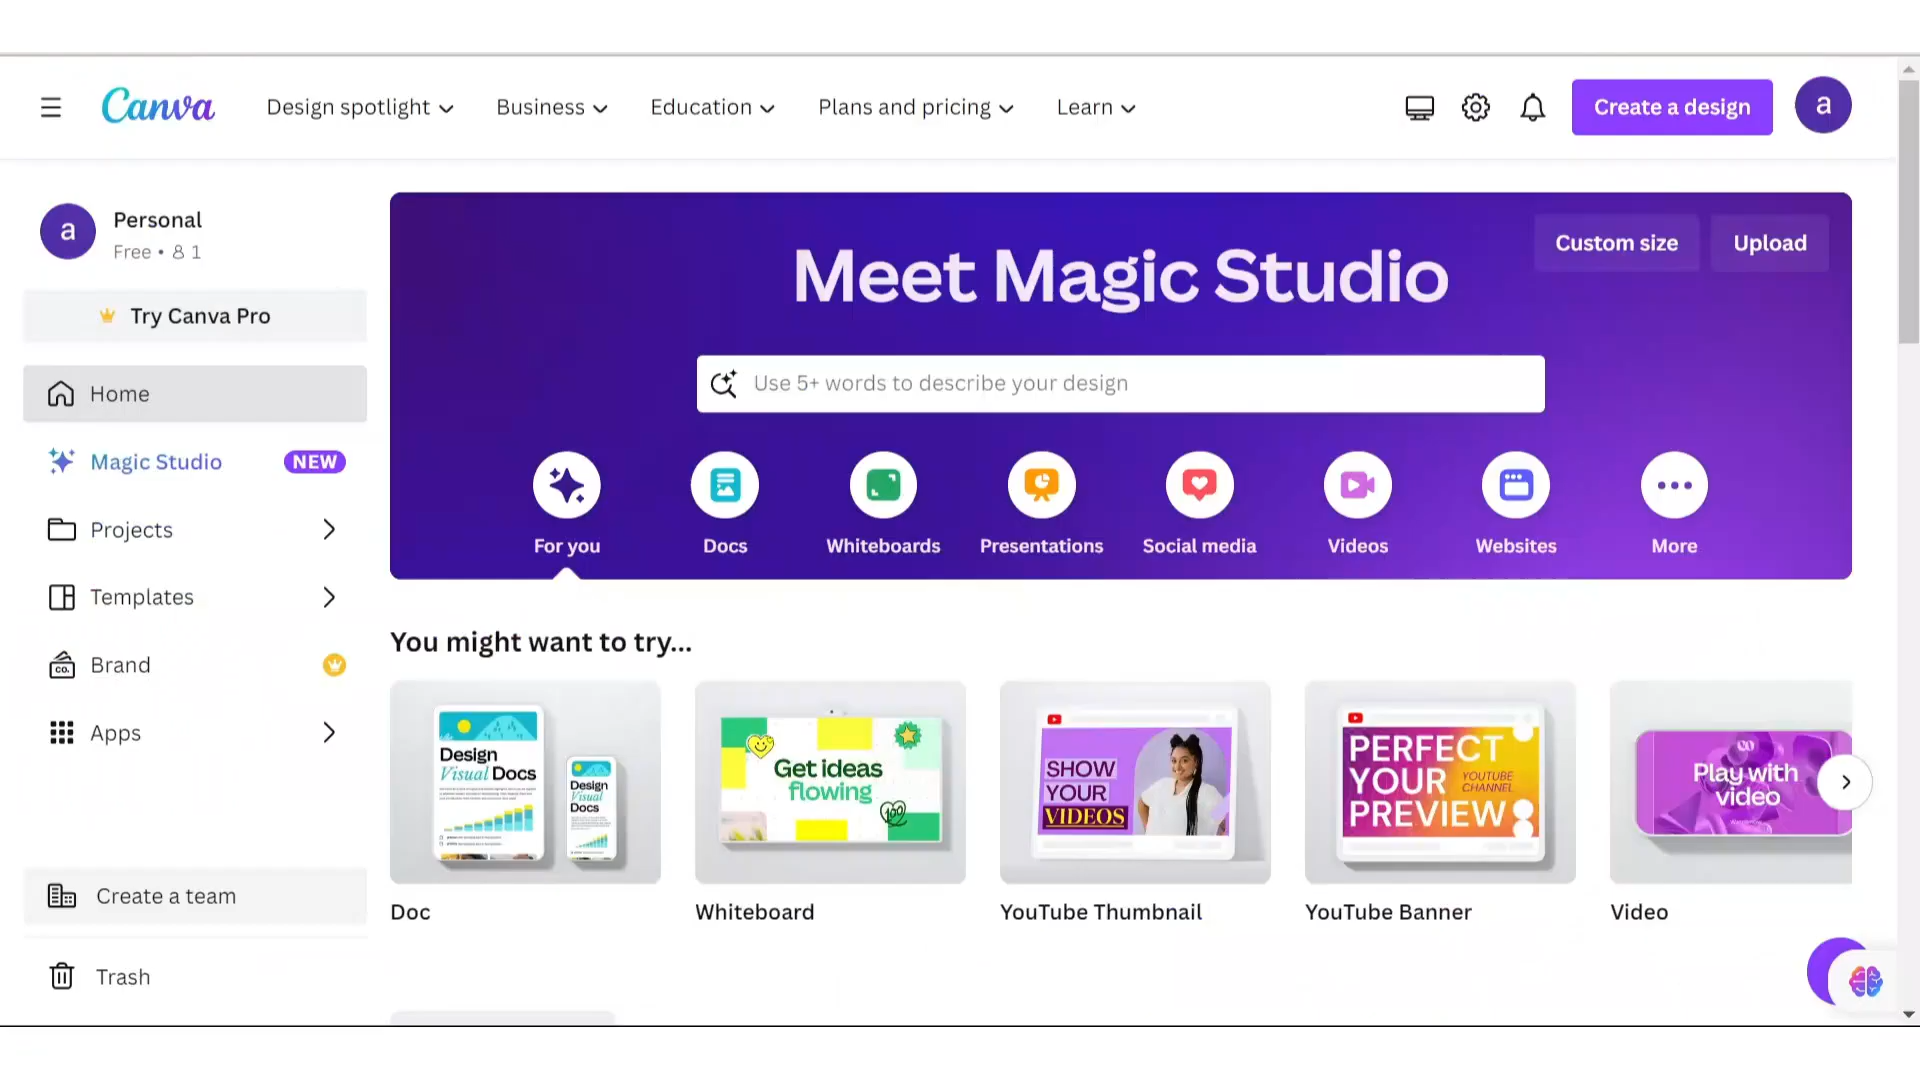 Canva
Design spotlight
Business
Education
Plans and pricing
Learn
Create a design
a
a
Personal
Free • 1
Try Canva Pro
Home
Magic Studio
NEW
Projects
Templates
CO.
Brand
Apps
Create a team
Trash
Custom size
Upload
Meet Magic Studio
Use 5+ words to describe your design
For you
Docs
Whiteboards
Presentations
Social media
Videos
Websites
More
You might want to try...
Design
Visual Docs
Design
Visual
Docs
Doc
Get ideas
flowing
100
Whiteboard
SHOW
YOUR
VIDEOS
YouTube Thumbnail
PERFECT
YOUR
YOUTUBE
CHANNEL
PREVIEW
YouTube Banner
Play with
video
Video